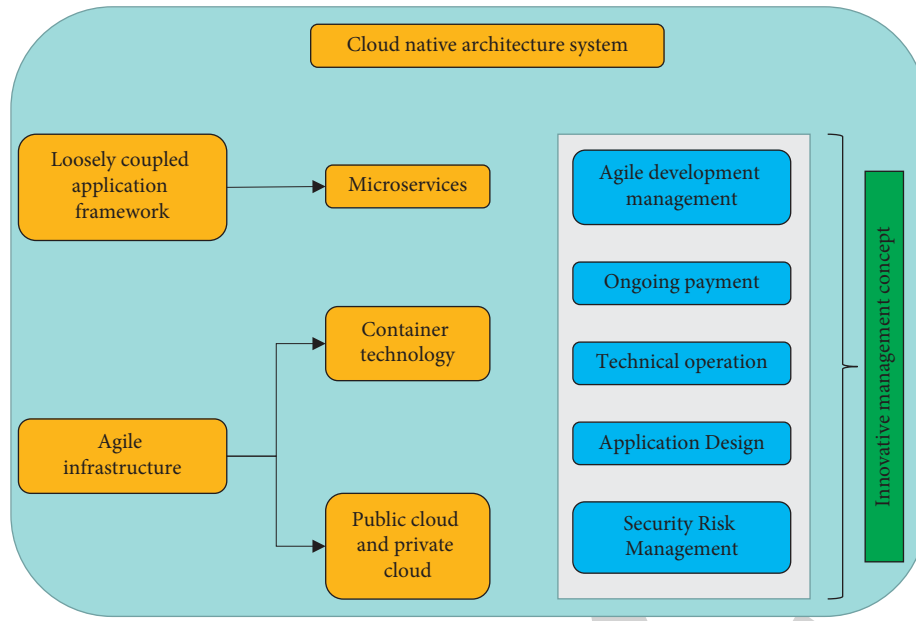 Cloud native architecture system
Loosely coupled
application
framework
Microservices
Container
technology
Agile
infrastructure
Public cloud
and private
cloud
Agile development
management
Ongoing payment
Technical operation
Application Design
Security Risk
Management
Innovative management concept